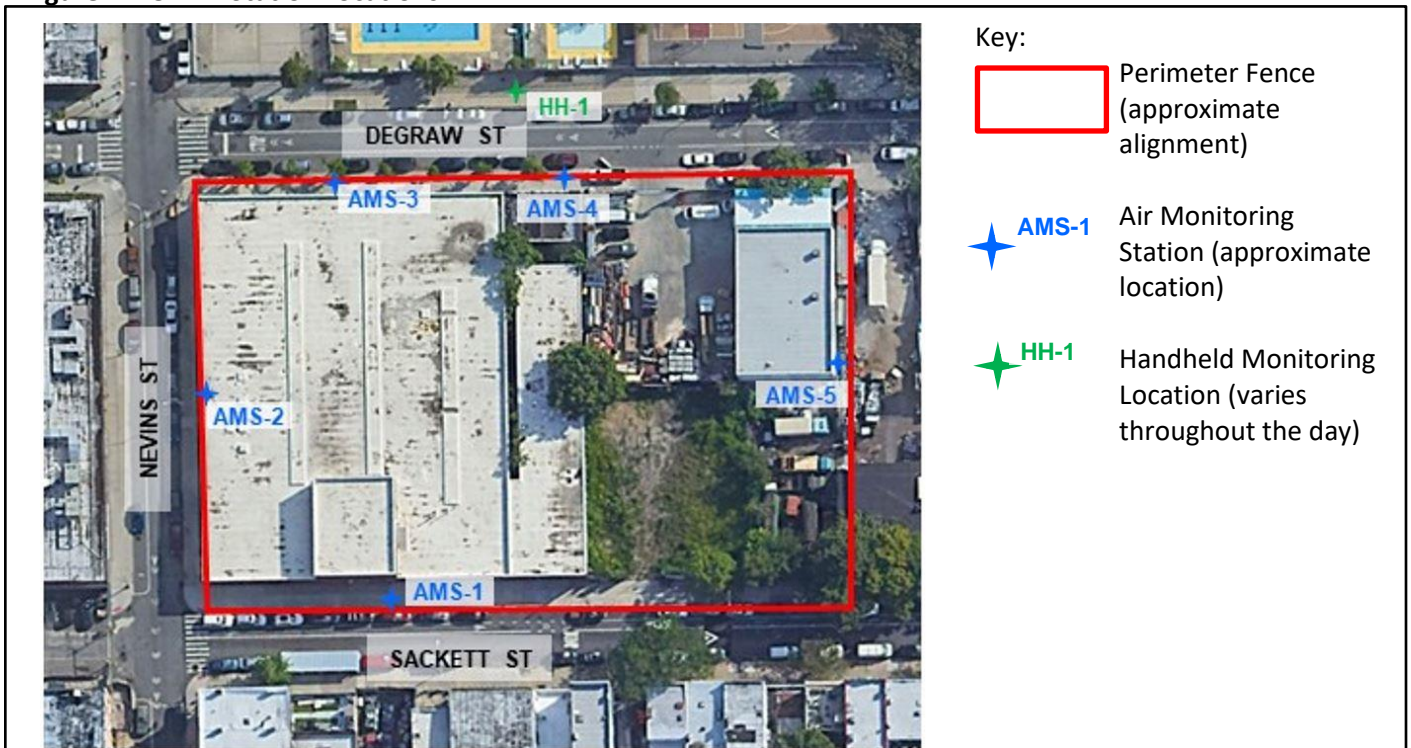 Key:
Perimeter Fence
(approximate
alignment)
AMS-1
Air Monitoring
Station (approximate
location)
HH-1
Handheld Monitoring
Location (varies
throughout the day)
HH-1
DEGRAW ST
AMS-3
AMS-4
AMS-2
AMS-5
NEVINS ST
AMS-1
SACKETT ST